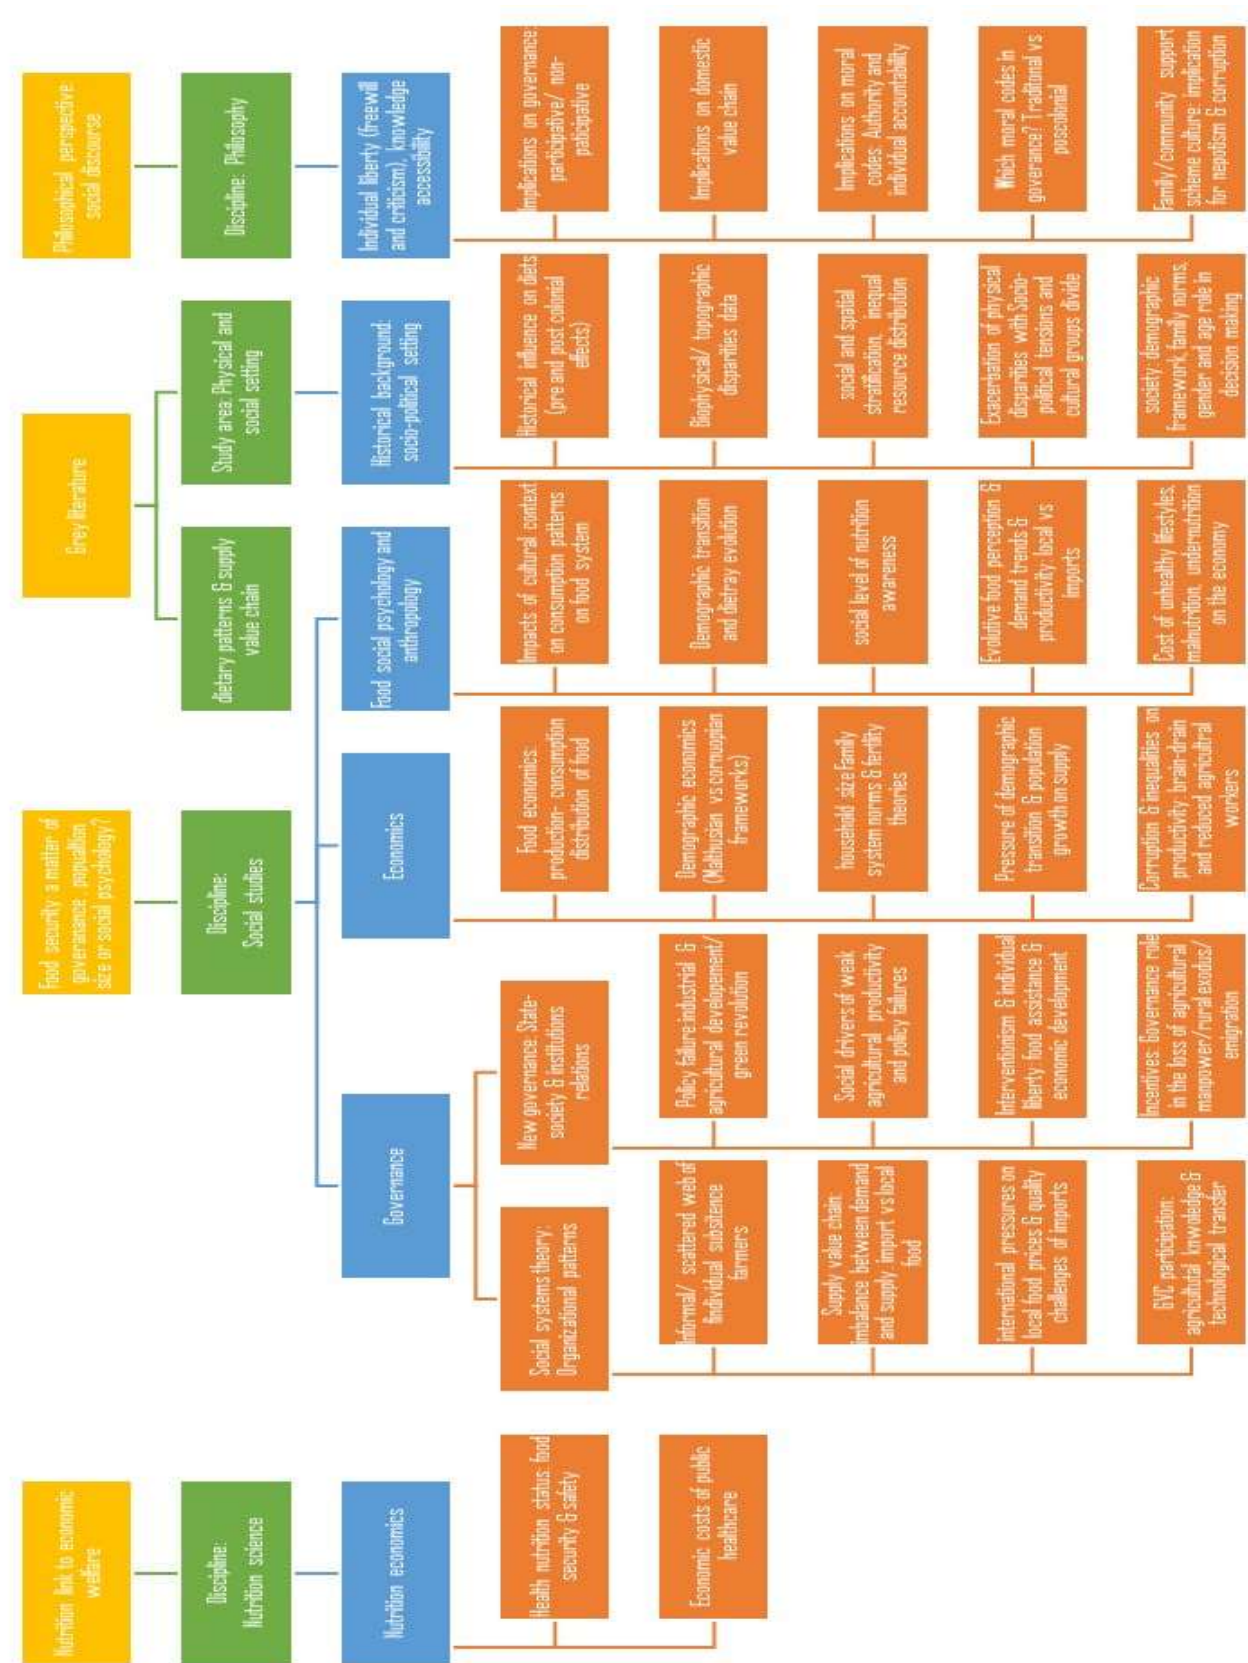 Nutrition link to economic
welfare
Discipline:
Nutrition science
Nutrition economics
Health nutrition status: food
security & safety
Economic costs of public
healthcare
Food security a matter of
goveranance , popualtion
size or social psychology?
Discipline:
Social studies
Governance
Social systems theory:
Organizational patterns
Informal/ scattered web of
findividual subsitence
farmers
Supply value chain:
imbalance between demand
and supply, import vs local
food
international pressures on
local food prices & quality
challenges of imports
GVC participation:
agricultutal knwoledge &
technological transfer
New governance: State-
society & institutions
relations
Policy failure:industrial &
agricultural developement/
green revolution
Social drivers of weak
agricultural productivity
and policy failures
Interventionism & individual
liberty food assistance &
economic development
Incentives: Governance role
in the loss of agricultural
manpower/rural exodus/
emigration
Economics
Food economics:
production- consumption
distribution of food
Demographic economics
(Malthusian vs cornuopian
frameworks)
household size Family
system norms & fertility
theories
Pressure of demographic
transition & population
growth on supply
Corruption & inequalities on
productivity, brain-drain
and reduced agricultral
workers
Food social psychology and
anthropology
Impacts of cultural context
on consumption patterns
on food system
Demographic transition
and dietray evolution
social level of nutrition
awareness
Evolutive food perception &
demand trends &
productivity local vs
imports
Cost of unhealthy lifestyles,
malnutrition, undernutrition
on the economy
Grey literature
dietary patterns & supply
value chain
Study area: Physical and
social setting
Historical background:
socio-political setting
Historical influence on diets
(pre and post colonial
effects)
Biophysical/ topographic
disparities data
social and spatial
stratification, inequal
resource distribution
Exacerbation of physical
disparities with Socio-
political tensions and
cultural groups divide
society demographic
framework family norms,
gender and age role in
decision making
Philosophical perspective
social discourse
Discipline: Philosophy
Individual liberty (freewill
and criticism), knowledge
accessibility
Implications on governance:
participative/ non-
paticipative
Implications on domestic
value chain
Implications on moral
codes: Authority and
individual accountability
Which moral codes in
governance? Traditonal vs
poscolonial
Family/community support
scheme culture: implication
for nepotism & corruption